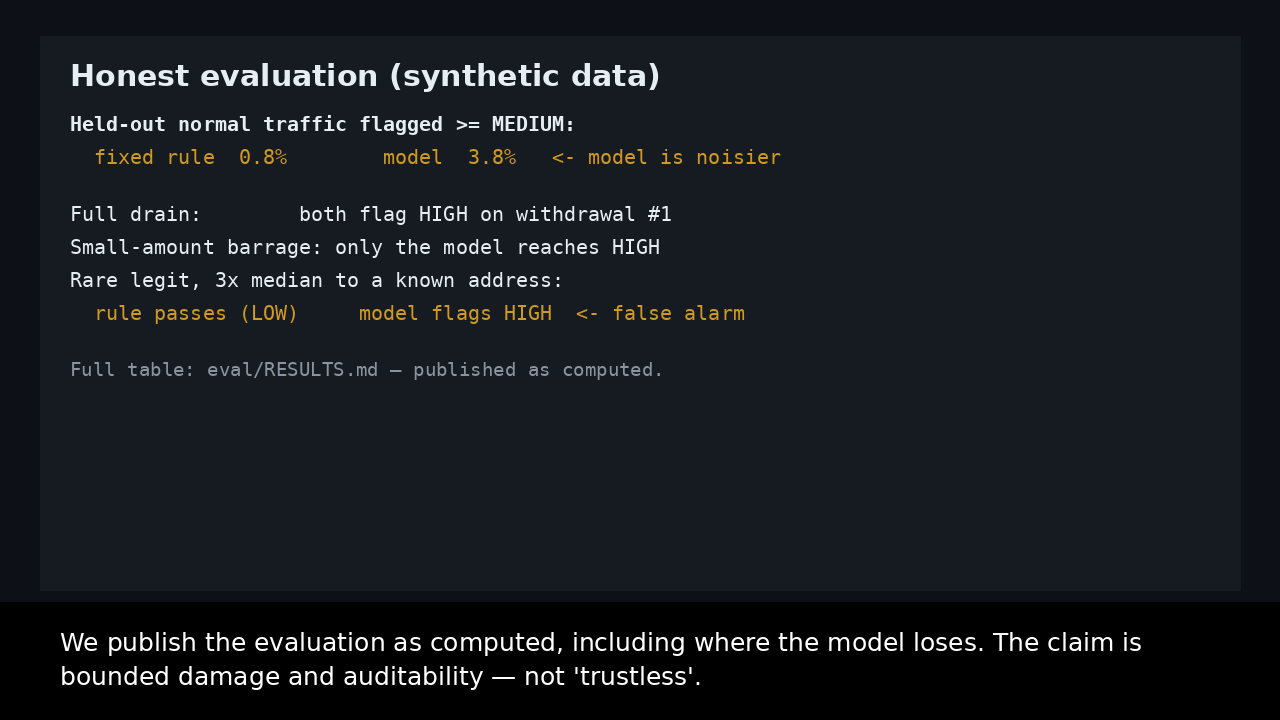 Honest evaluation (synthetic data)
Held-out normal traffic flagged >= MEDIUM:
fixed rule 0.8% model 3.8% <- model is noisier
Full drain: both flag HIGH on withdrawal #1
Small-amount barrage: only the model reaches HIGH
Rare legit, 3x median to a known address:
rule passes (LOW) model flags HIGH <- false alarm
Full table: eval/RESULTS.md — published as computed.
We publish the evaluation as computed, including where the model loses. The claim is
bounded damage and auditability — not 'trustless'.